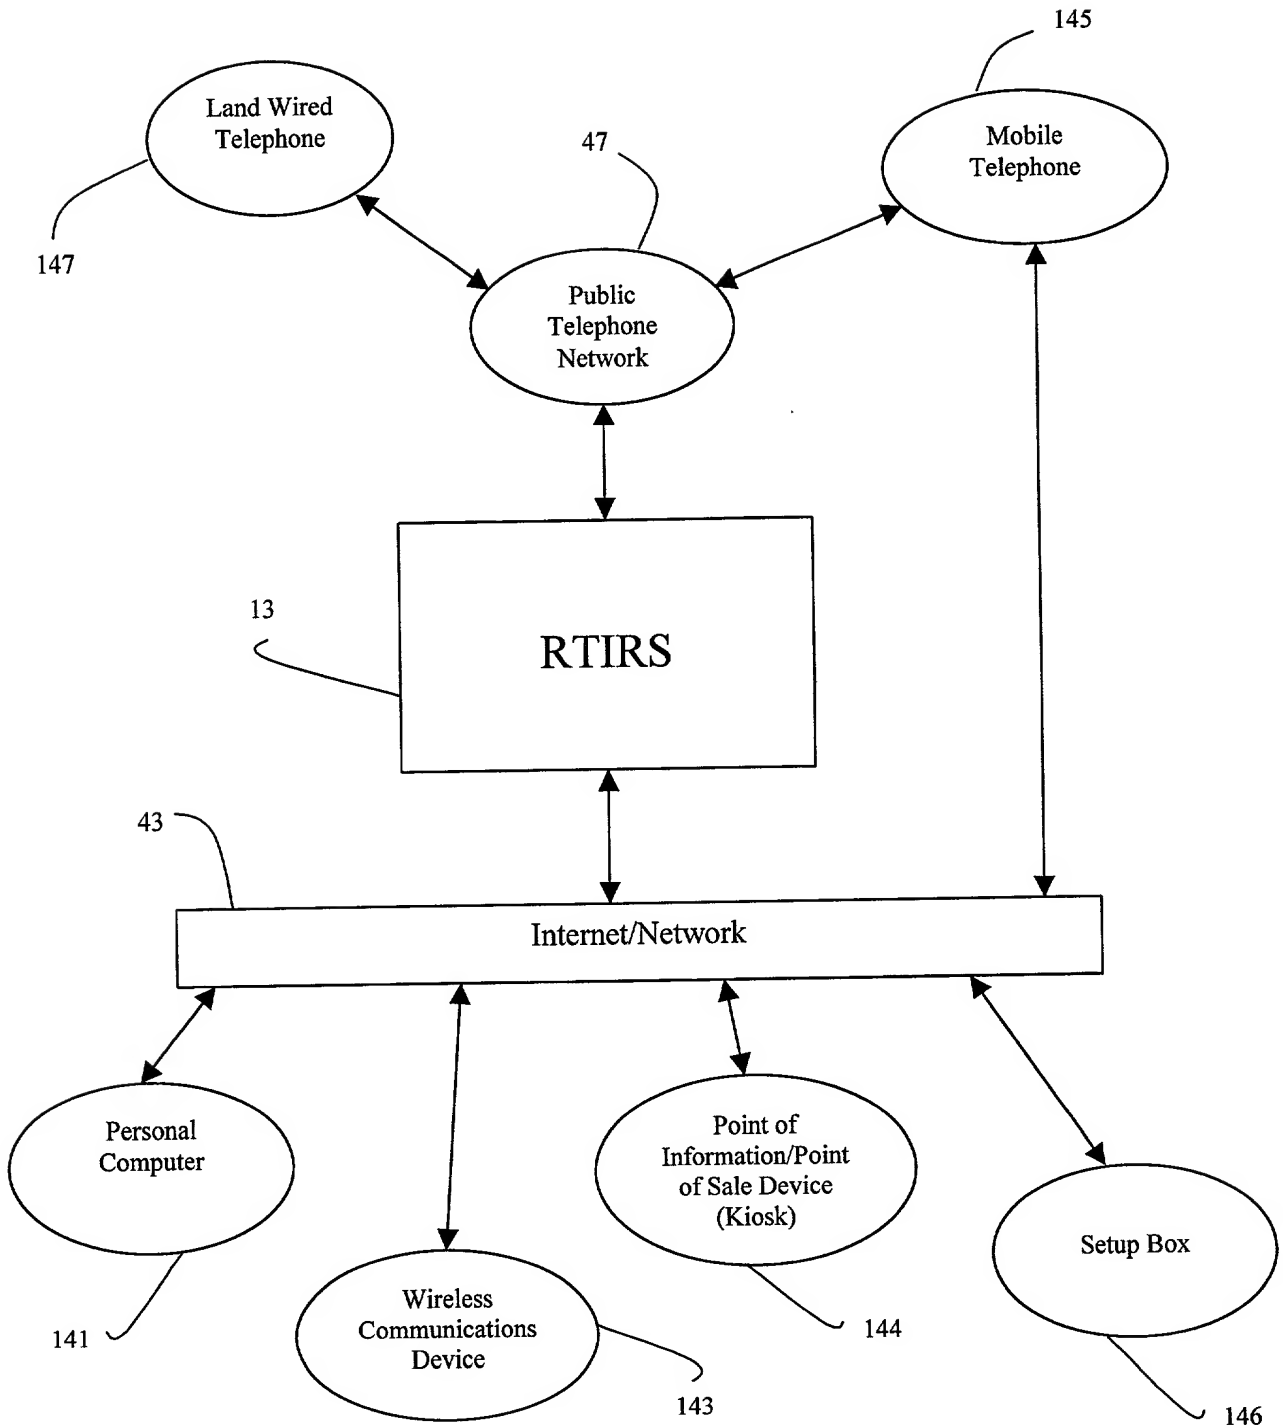 145
Land Wired
Telephone
47
Mobile
Telephone
147
Public
Telephone
Network
13
RTIRS
43
Internet/Network
Personal
Computer
Point of
Information/Point
of Sale Device
(Kiosk)
Setup Box
Wireless
Communications
Device
141
144
143
146